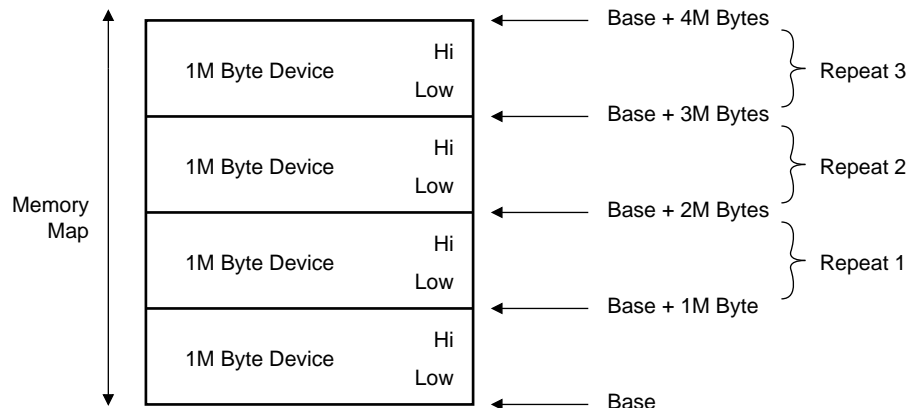 Base + 4M Bytes
Hi
1M Byte Device
Low
Repeat 3
Base + 3M Bytes
Hi
1M Byte Device
Low
Repeat 2
Memory
Map
Base + 2M Bytes
Hi
1M Byte Device
Low
Repeat 1
Base + 1M Byte
Hi
1M Byte Device
Low
Base